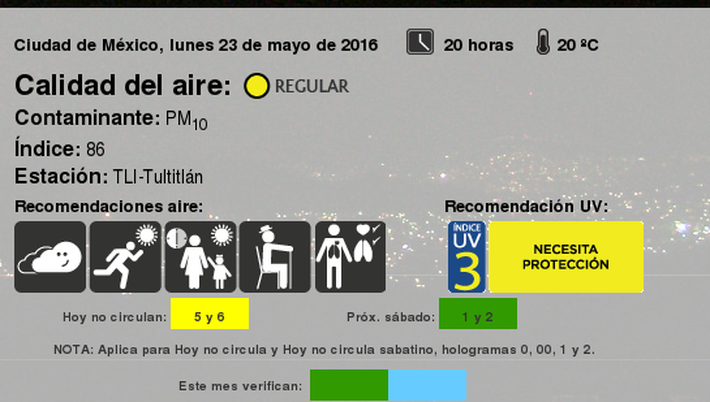 Ciudad de México, lunes 23 de mayo de 2016 20 horas 20 ºC
Calidad del aire: REGULAR
Contaminante: PM10
Índice: 86
Estación: TLI-Tultitlán
Recomendaciones aire: Recomendación UV:
ÍNDICE
UV
3
NECESITA
PROTECCIÓN
Hoy no circulan: 5 y 6 Próx. sábado: 1 y 2
NOTA: Aplica para Hoy no circula y Hoy no circula sabatino, hologramas 0, 00, 1 y 2.
Este mes verifican: